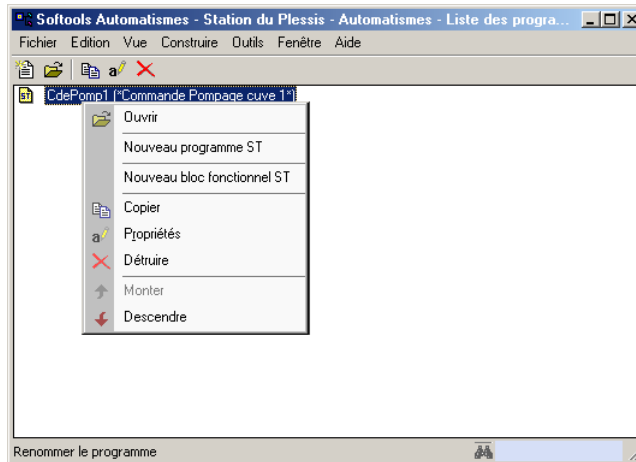 Softools Automatismes - Station du Plessis - Automatismes - Liste des progra...
Fichier Edition Vue Construire Outils Fenêtre Aide
ST CdePomp1 (*Commande Pompage cuve 1*)
Ouvrir
Nouveau programme ST
Nouveau bloc fonctionnel ST
Copier
Propriétés
Détruire
Monter
Descendre
Renommer le programme